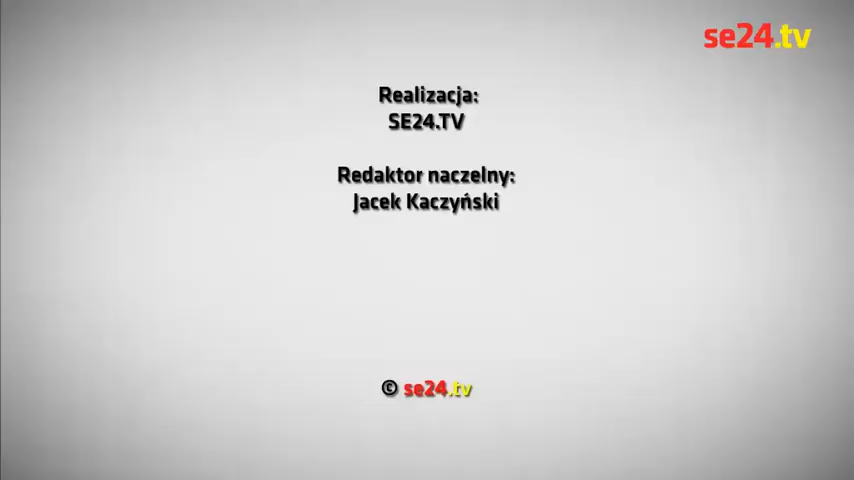 se24.tv
Realizacja:
SE24.TV
Redaktor naczelny:
Jacek Kaczyński
© se24.tv